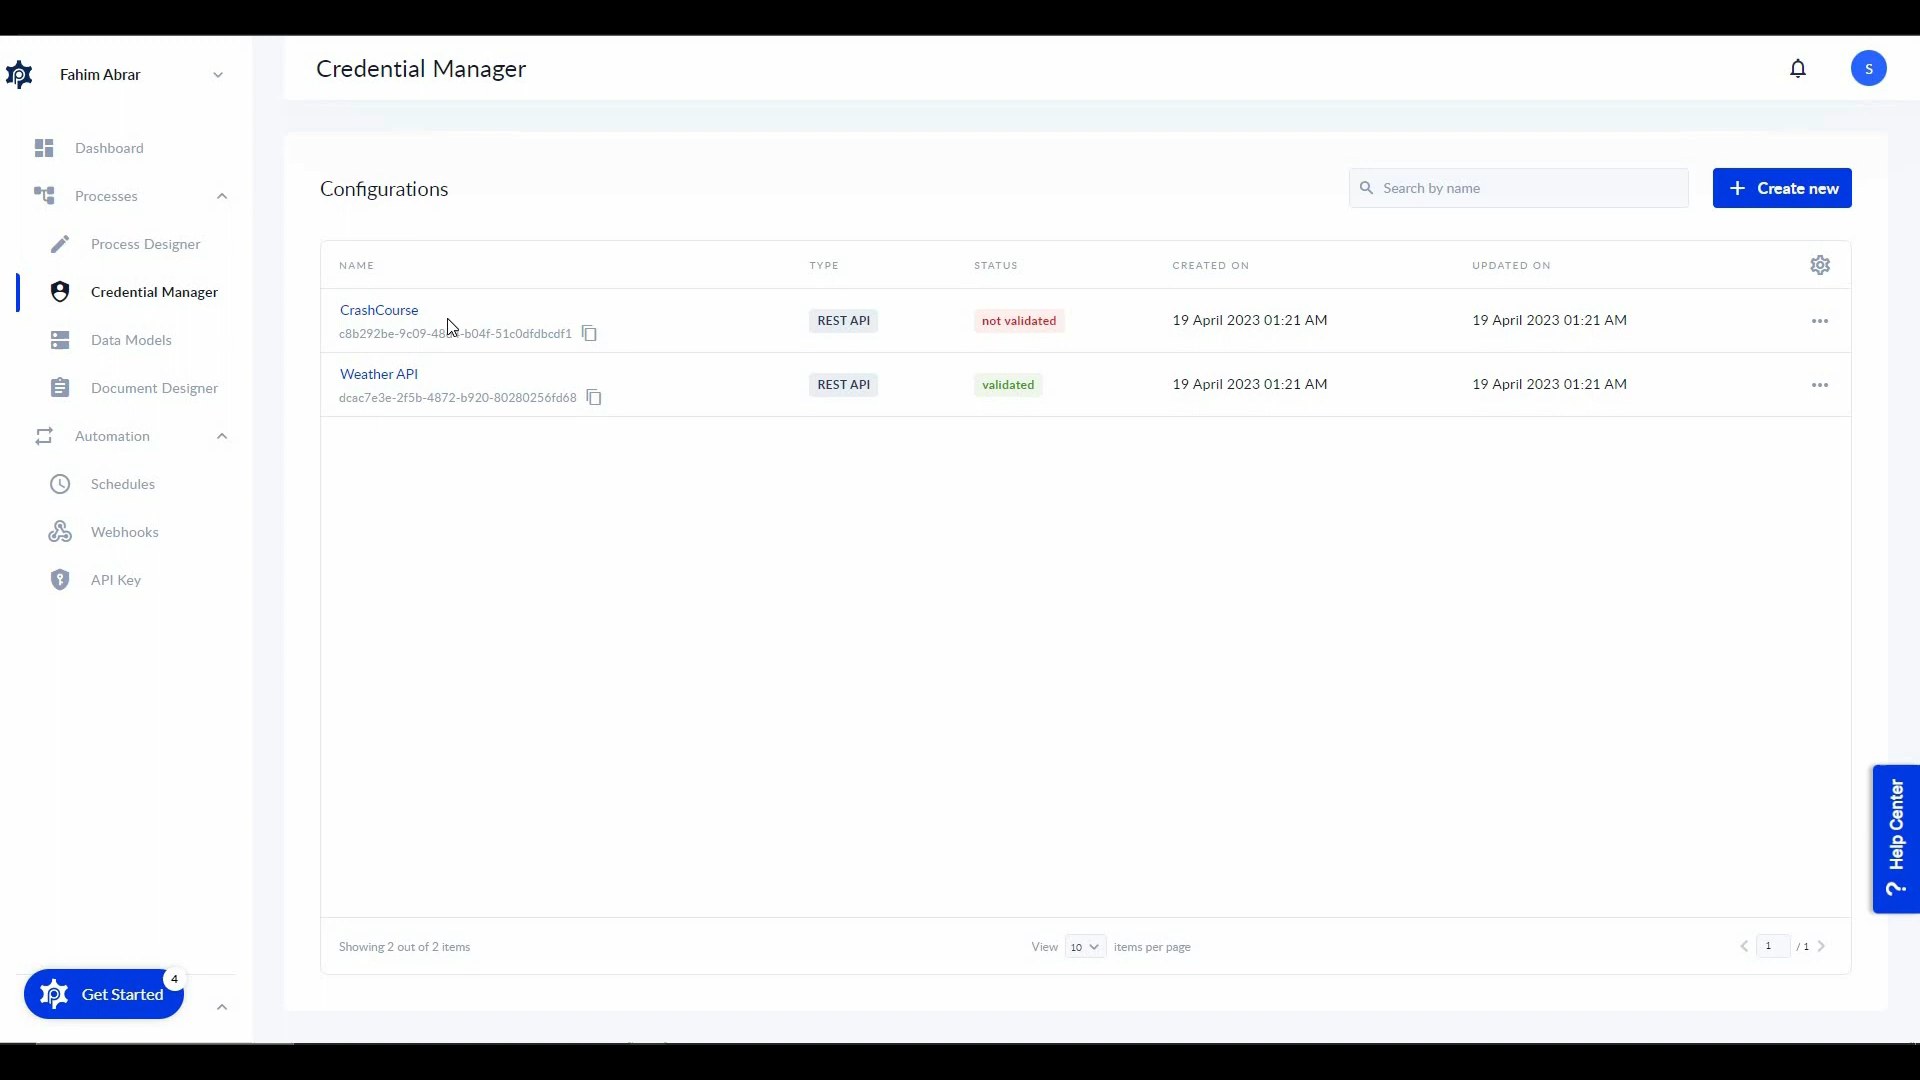 Fahim Abrar
Credential Manager
S
Dashboard
Processes
Process Designer
Credential Manager
Data Models
Document Designer
Automation
Schedules
Webhooks
API Key
Configurations
Search by name
+ Create new
NAME TYPE STATUS CREATED ON UPDATED ON
CrashCourse
REST API not validated 19 April 2023 01:21 AM 19 April 2023 01:21 AM
Weather API
dcac7e3e-2f5b-4872-b920-80280256fd68
REST API validated 19 April 2023 01:21 AM 19 April 2023 01:21 AM
? Help Center
Showing 2 out of 2 items
View 10 items per page
1 / 1
Get Started
4